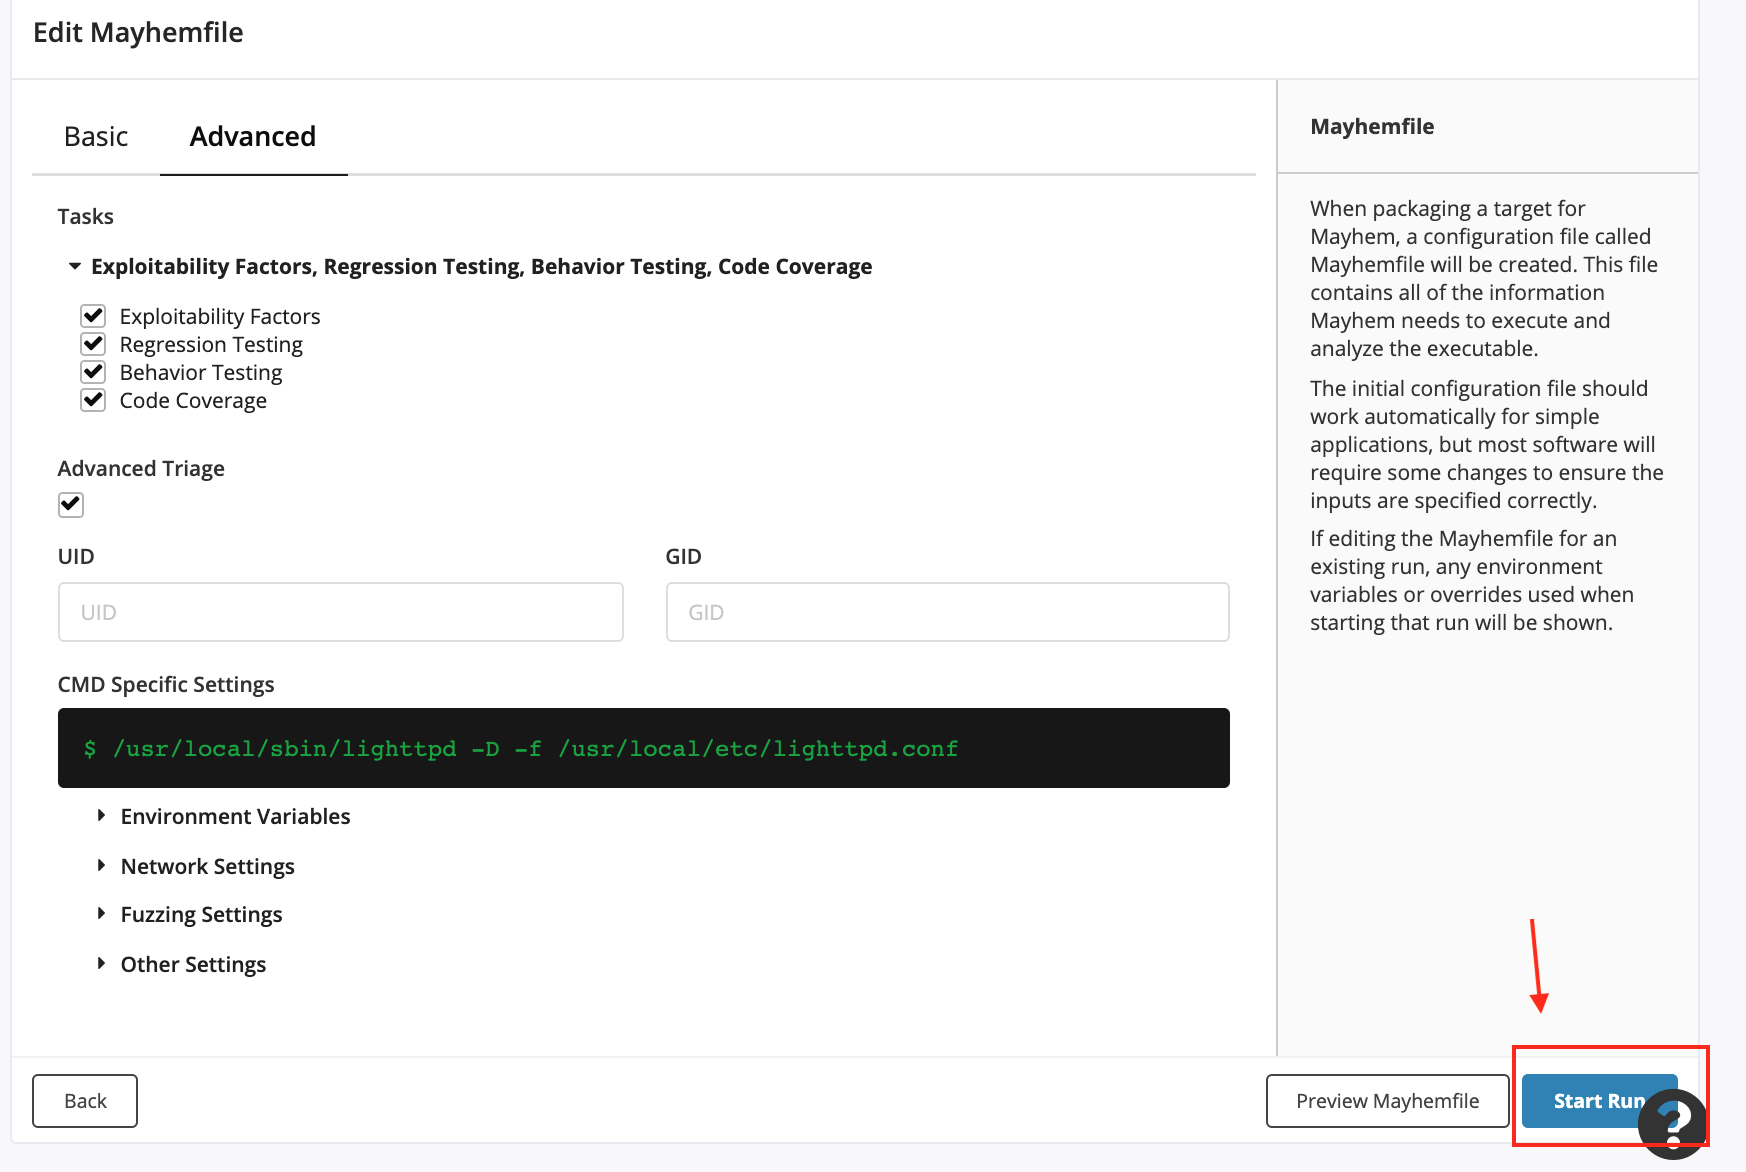 Edit Mayhemfile
Basic
Advanced
Mayhemfile
Tasks
Exploitability Factors, Regression Testing, Behavior Testing, Code Coverage
Exploitability Factors
Regression Testing
Behavior Testing
Code Coverage
Advanced Triage
UID
GID
UID
GID
CMD Specific Settings
$ /usr/local/sbin/lighttpd -D -f /usr/local/etc/lighttpd.conf
Environment Variables
Network Settings
Fuzzing Settings
Other Settings
When packaging a target for
Mayhem, a configuration file called
Mayhemfile will be created. This file
contains all of the information
Mayhem needs to execute and
analyze the executable.
The initial configuration file should
work automatically for simple
applications, but most software will
require some changes to ensure the
inputs are specified correctly.
If editing the Mayhemfile for an
existing run, any environment
variables or overrides used when
starting that run will be shown.
Back
Preview Mayhemfile
Start Run
?